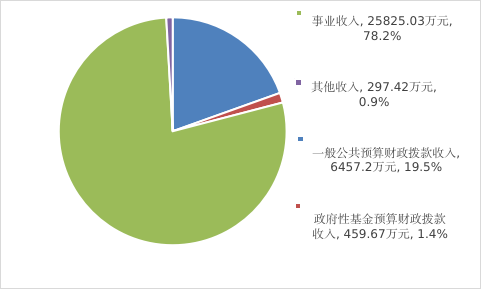 事业收入, 25825.03万元,
78.2%
其他收入, 297.42万元,
0.9%
一般公共预算财政拨款收入,
6457.2万元, 19.5%
政府性基金预算财政拨款
收入, 459.67万元, 1.4%